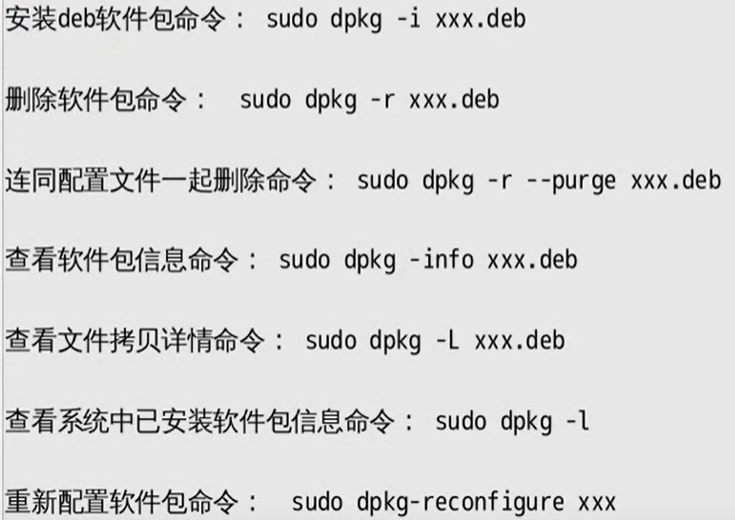 安装deb软件包命令： sudo dpkg -i xxx.deb
删除软件包命令： sudo dpkg -r xxx.deb
连同配置文件一起删除命令： sudo dpkg -r --purge xxx.deb
查看软件包信息命令： sudo dpkg -info xxx.deb
查看文件拷贝详情命令： sudo dpkg -L xxx.deb
查看系统中已安装软件包信息命令： sudo dpkg -l
重新配置软件包命令： sudo dpkg-reconfigure xxx